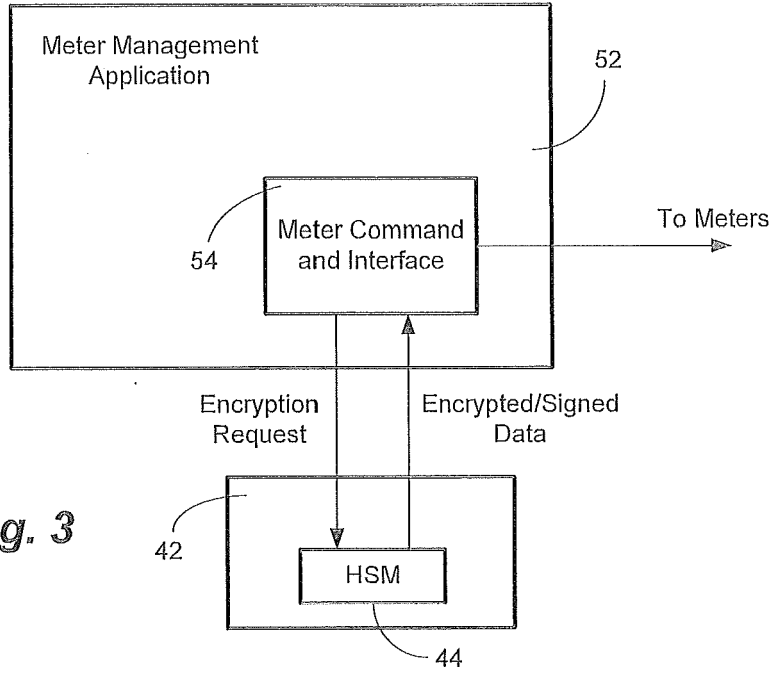 Meter Management
Application
52
To Meters
Meter Command
and Interface
54
Encryption
Request
Encrypted/Signed
Data
g. 3
42
HSM
44